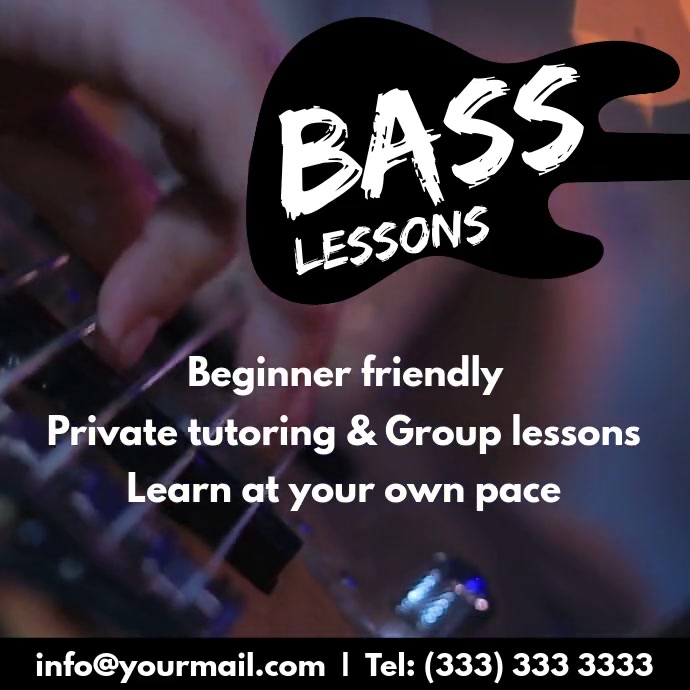 BASS
LESSONS
Beginner friendly
Private tutoring & Group lessons
Learn at your own pace
info@yourmail.com | Tel: (333) 333 3333